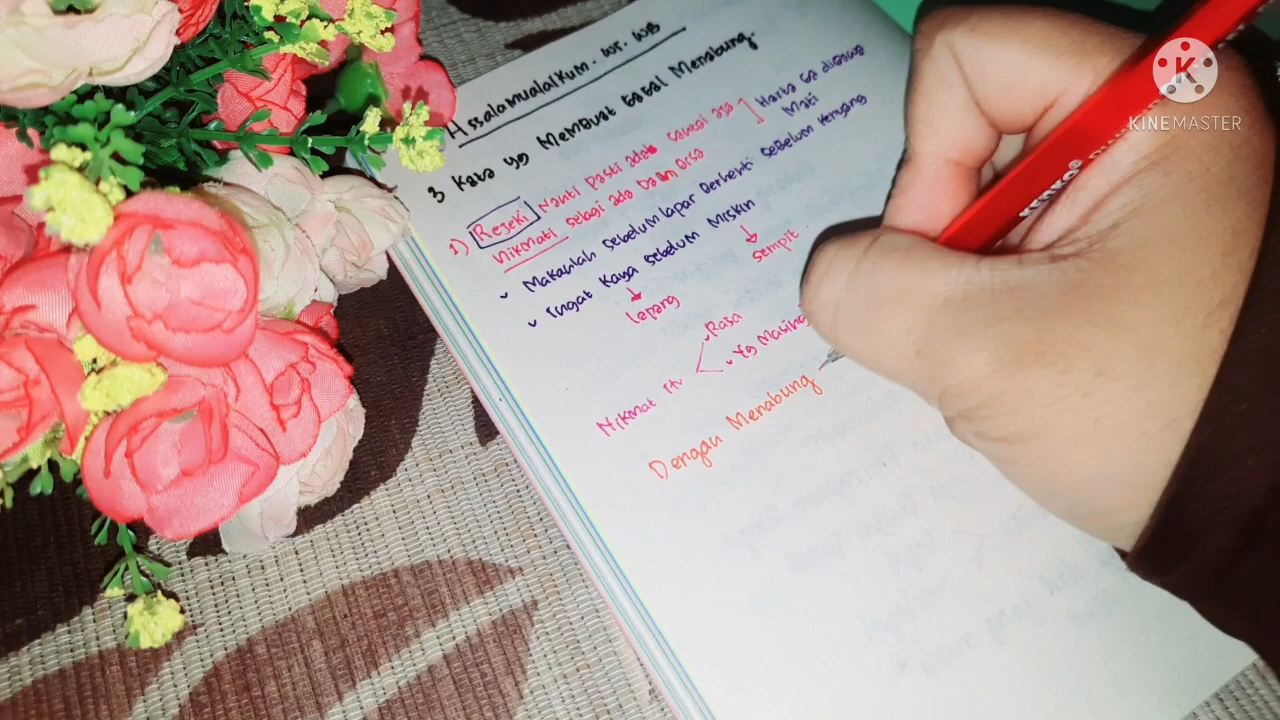 Assalamualaikum. wr. wb
3 Kata yg Membuat Gagal Menabung.
1) Rejeki Nanti Pasti ada sampai aga ] Harta ga dibawa Mati
Nikmati sebagi ada
✓ Makanlah sebelum lapar Berhenti sebelum kenyang
✓ Ingat Kaya sebelum MISKIN
↓ lapang
↓ sempit.
Nikmat Itu
✓ Rasa
✓ Yg Masing
Dengan Menabung
KINEMASTER